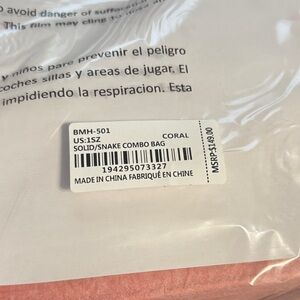 o avoid danger of suffocation
This film may cling to
y niños para prevenir el peligro
coches sillas y areas de jugar. El
impidiendo la respiracion. Esta
BMH-501
US:1SZ CORAL
SOLID/SNAKE COMBO BAG
194295073327
MADE IN CHINA FABRIQUÉ EN CHINE
MSRP:$149.00